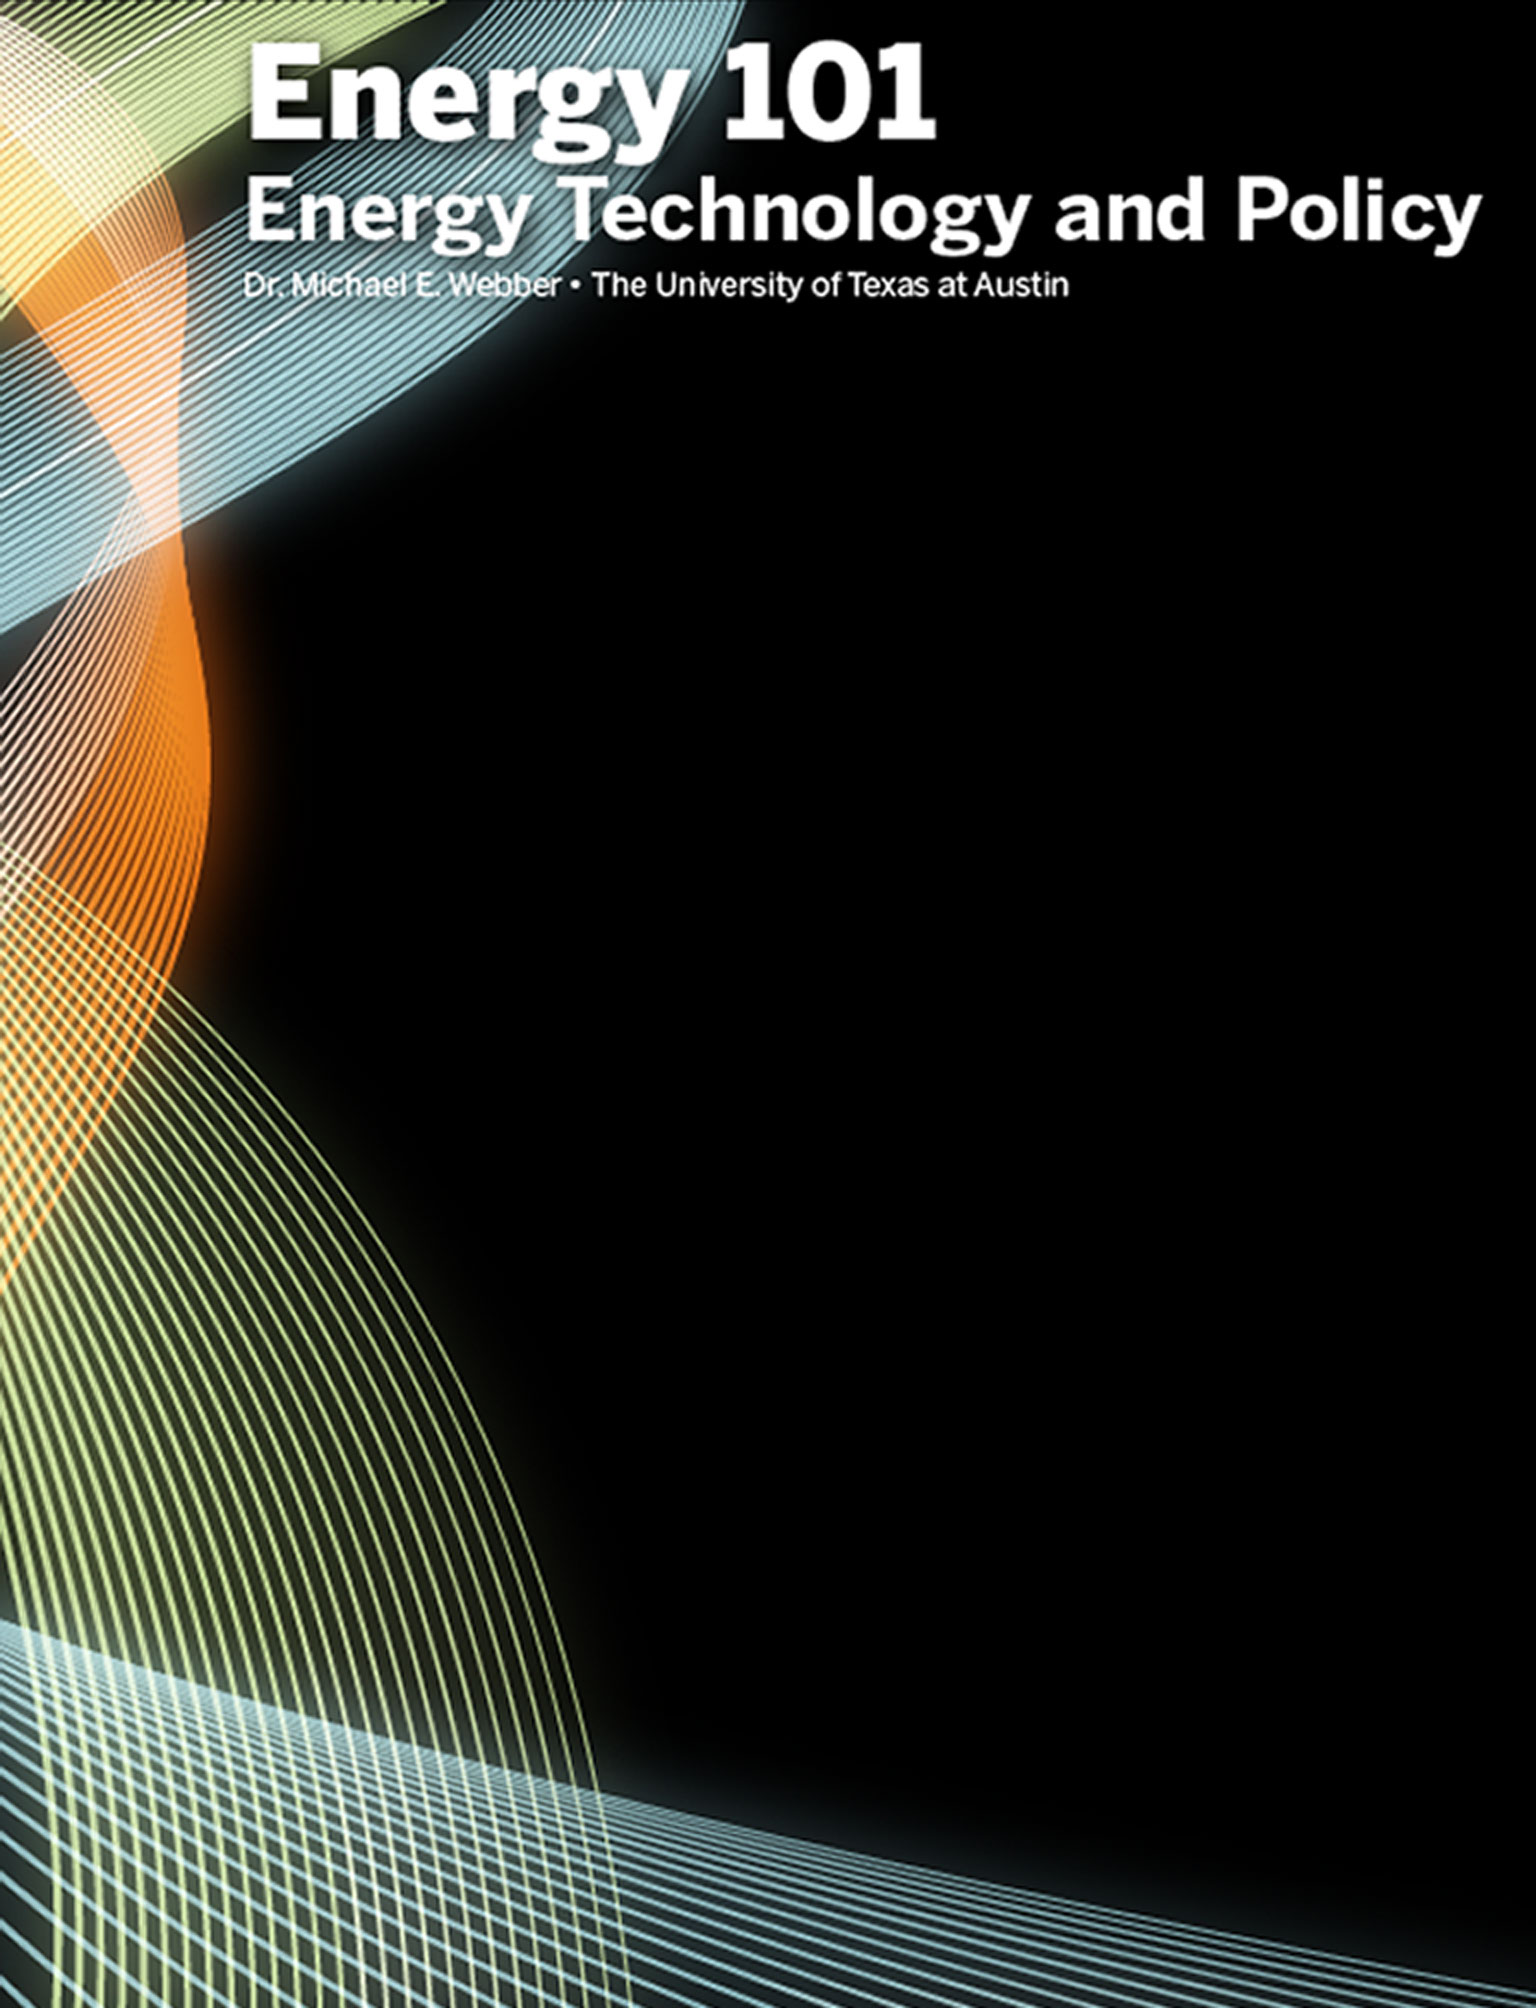 Energy 101
Energy Technology and Policy
Dr. Michael E. Webber • The University of Texas at Austin